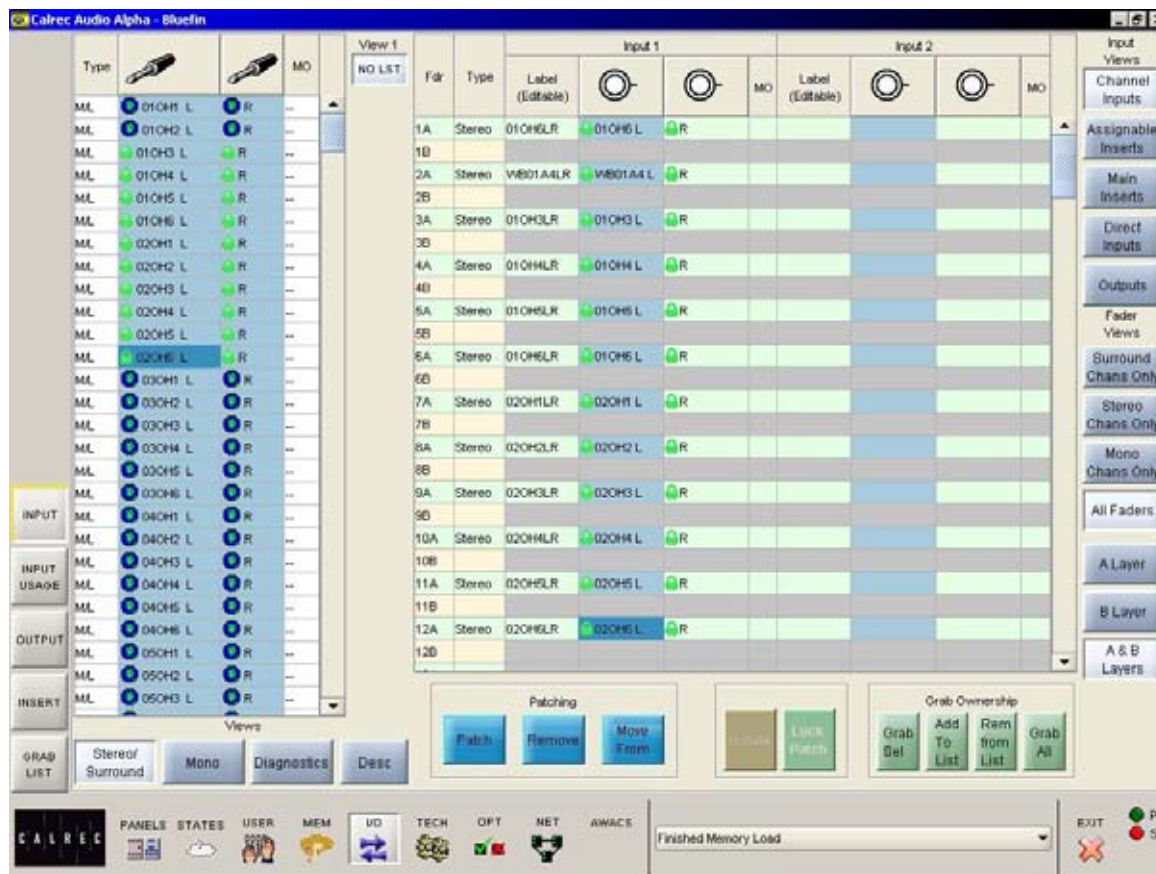 Calrec Audio Alpha - Bluefin
Type MO
M/L 01OH1 L R --
M/L 01OH2 L R --
M/L 01OH3 L R --
M/L 01OH4 L R --
M/L 01OH5 L R --
M/L 01OH6 L R --
M/L 02OH1 L R --
M/L 02OH2 L R --
M/L 02OH3 L R --
M/L 02OH4 L R --
M/L 02OH5 L R --
M/L 02OH6 L R --
M/L 03OH1 L R --
M/L 03OH2 L R --
M/L 03OH3 L R --
M/L 03OH4 L R --
M/L 03OH5 L R --
M/L 03OH6 L R --
M/L 04OH1 L R --
M/L 04OH2 L R --
M/L 04OH3 L R --
M/L 04OH4 L R --
M/L 04OH5 L R --
M/L 04OH6 L R --
M/L 05OH1 L R --
M/L 05OH2 L R --
M/L 05OH3 L R --
View 1
NO LST
Input 1 Input 2
Fdr Type Label (Editable) MO Label (Editable) MO
1A Stereo 01OH6LR 01OH6 L R
1B
2A Stereo WB01A4LR WB01A4 L R
2B
3A Stereo 01OH3LR 01OH3 L R
3B
4A Stereo 01OH4LR 01OH4 L R
4B
5A Stereo 01OH5LR 01OH5 L R
5B
6A Stereo 01OH6LR 01OH6 L R
6B
7A Stereo 02OH1LR 02OH1 L R
7B
8A Stereo 02OH2LR 02OH2 L R
8B
9A Stereo 02OH3LR 02OH3 L R
9B
10A Stereo 02OH4LR 02OH4 L R
10B
11A Stereo 02OH5LR 02OH5 L R
11B
12A Stereo 02OH6LR 02OH6 L R
12B
Input
Views
Channel
Inputs
Assignable
Inserts
Main
Inserts
Direct
Inputs
Outputs
Fader
Views
Surround
Chans Only
Stereo
Chans Only
Mono
Chans Only
All Faders
A Layer
B Layer
A & B
Layers
INPUT
INPUT
USAGE
OUTPUT
INSERT
GRAB
LIST
Views
Stereo/
Surround
Mono
Diagnostics
Desc
Patching
Patch
Remove
Move
From
Isolate
Lock
Patch
Grab Ownership
Grab
Sel
Add
To
List
Rem
from
List
Grab
All
CALREC
PANELS STATES USER MEM I/O TECH OPT NET AWACS
Finished Memory Load
EXIT
P
S